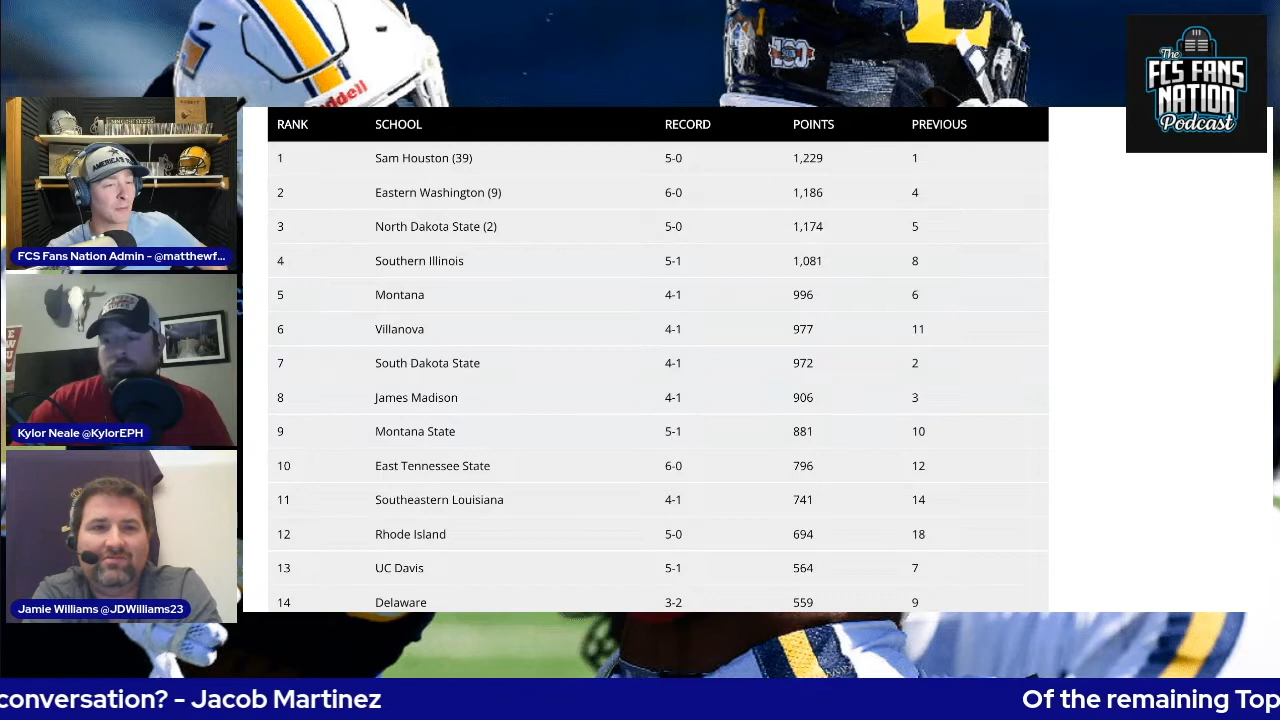 Riddell
100
The
FCS FANS
NATION
Podcast
AMERICA'S
FCS Fans Nation Admin - @matthewf...
Kylor Neale @KylorEPH
Jamie Williams @JDWilliams23
RANK SCHOOL RECORD POINTS PREVIOUS
1 Sam Houston (39) 5-0 1,229 1
2 Eastern Washington (9) 6-0 1,186 4
3 North Dakota State (2) 5-0 1,174 5
4 Southern Illinois 5-1 1,081 8
5 Montana 4-1 996 6
6 Villanova 4-1 977 11
7 South Dakota State 4-1 972 2
8 James Madison 4-1 906 3
9 Montana State 5-1 881 10
10 East Tennessee State 6-0 796 12
11 Southeastern Louisiana 4-1 741 14
12 Rhode Island 5-0 694 18
13 UC Davis 5-1 564 7
14 Delaware 3-2 559 9
conversation? - Jacob Martinez
Of the remaining Top